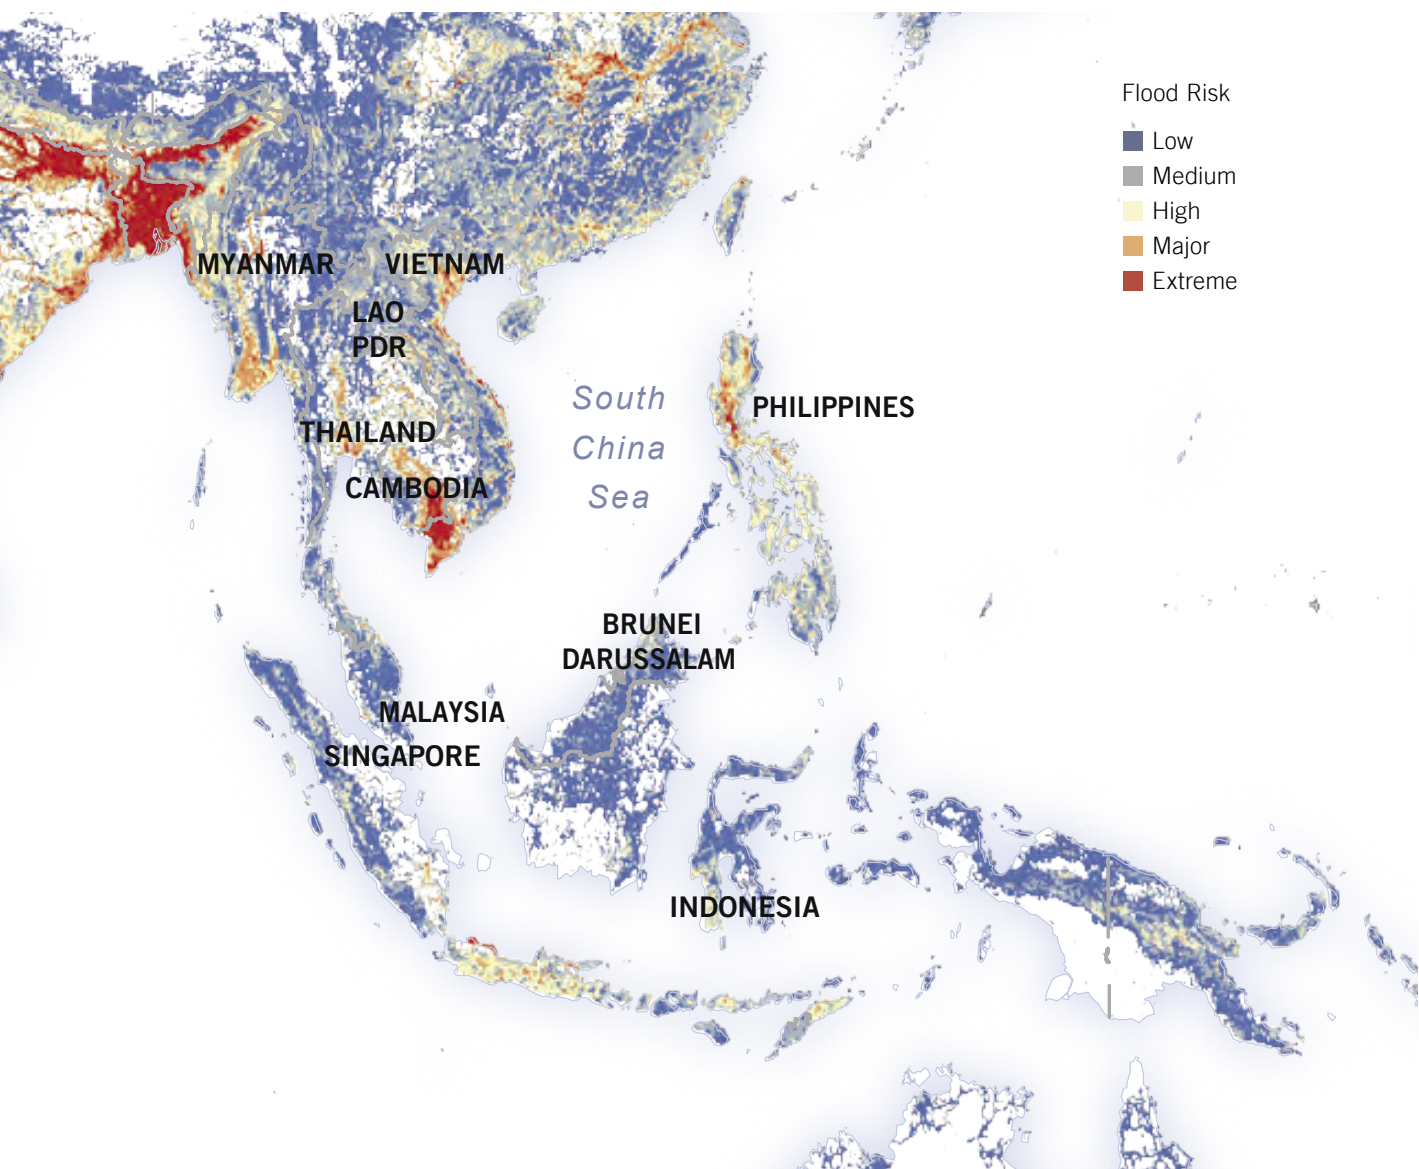 Flood Risk
Low
Medium
High
Major
Extreme
MYANMAR
VIETNAM
LAO
PDR
THAILAND
CAMBODIA
South
China
Sea
PHILIPPINES
BRUNEI
DARUSSALAM
MALAYSIA
SINGAPORE
INDONESIA